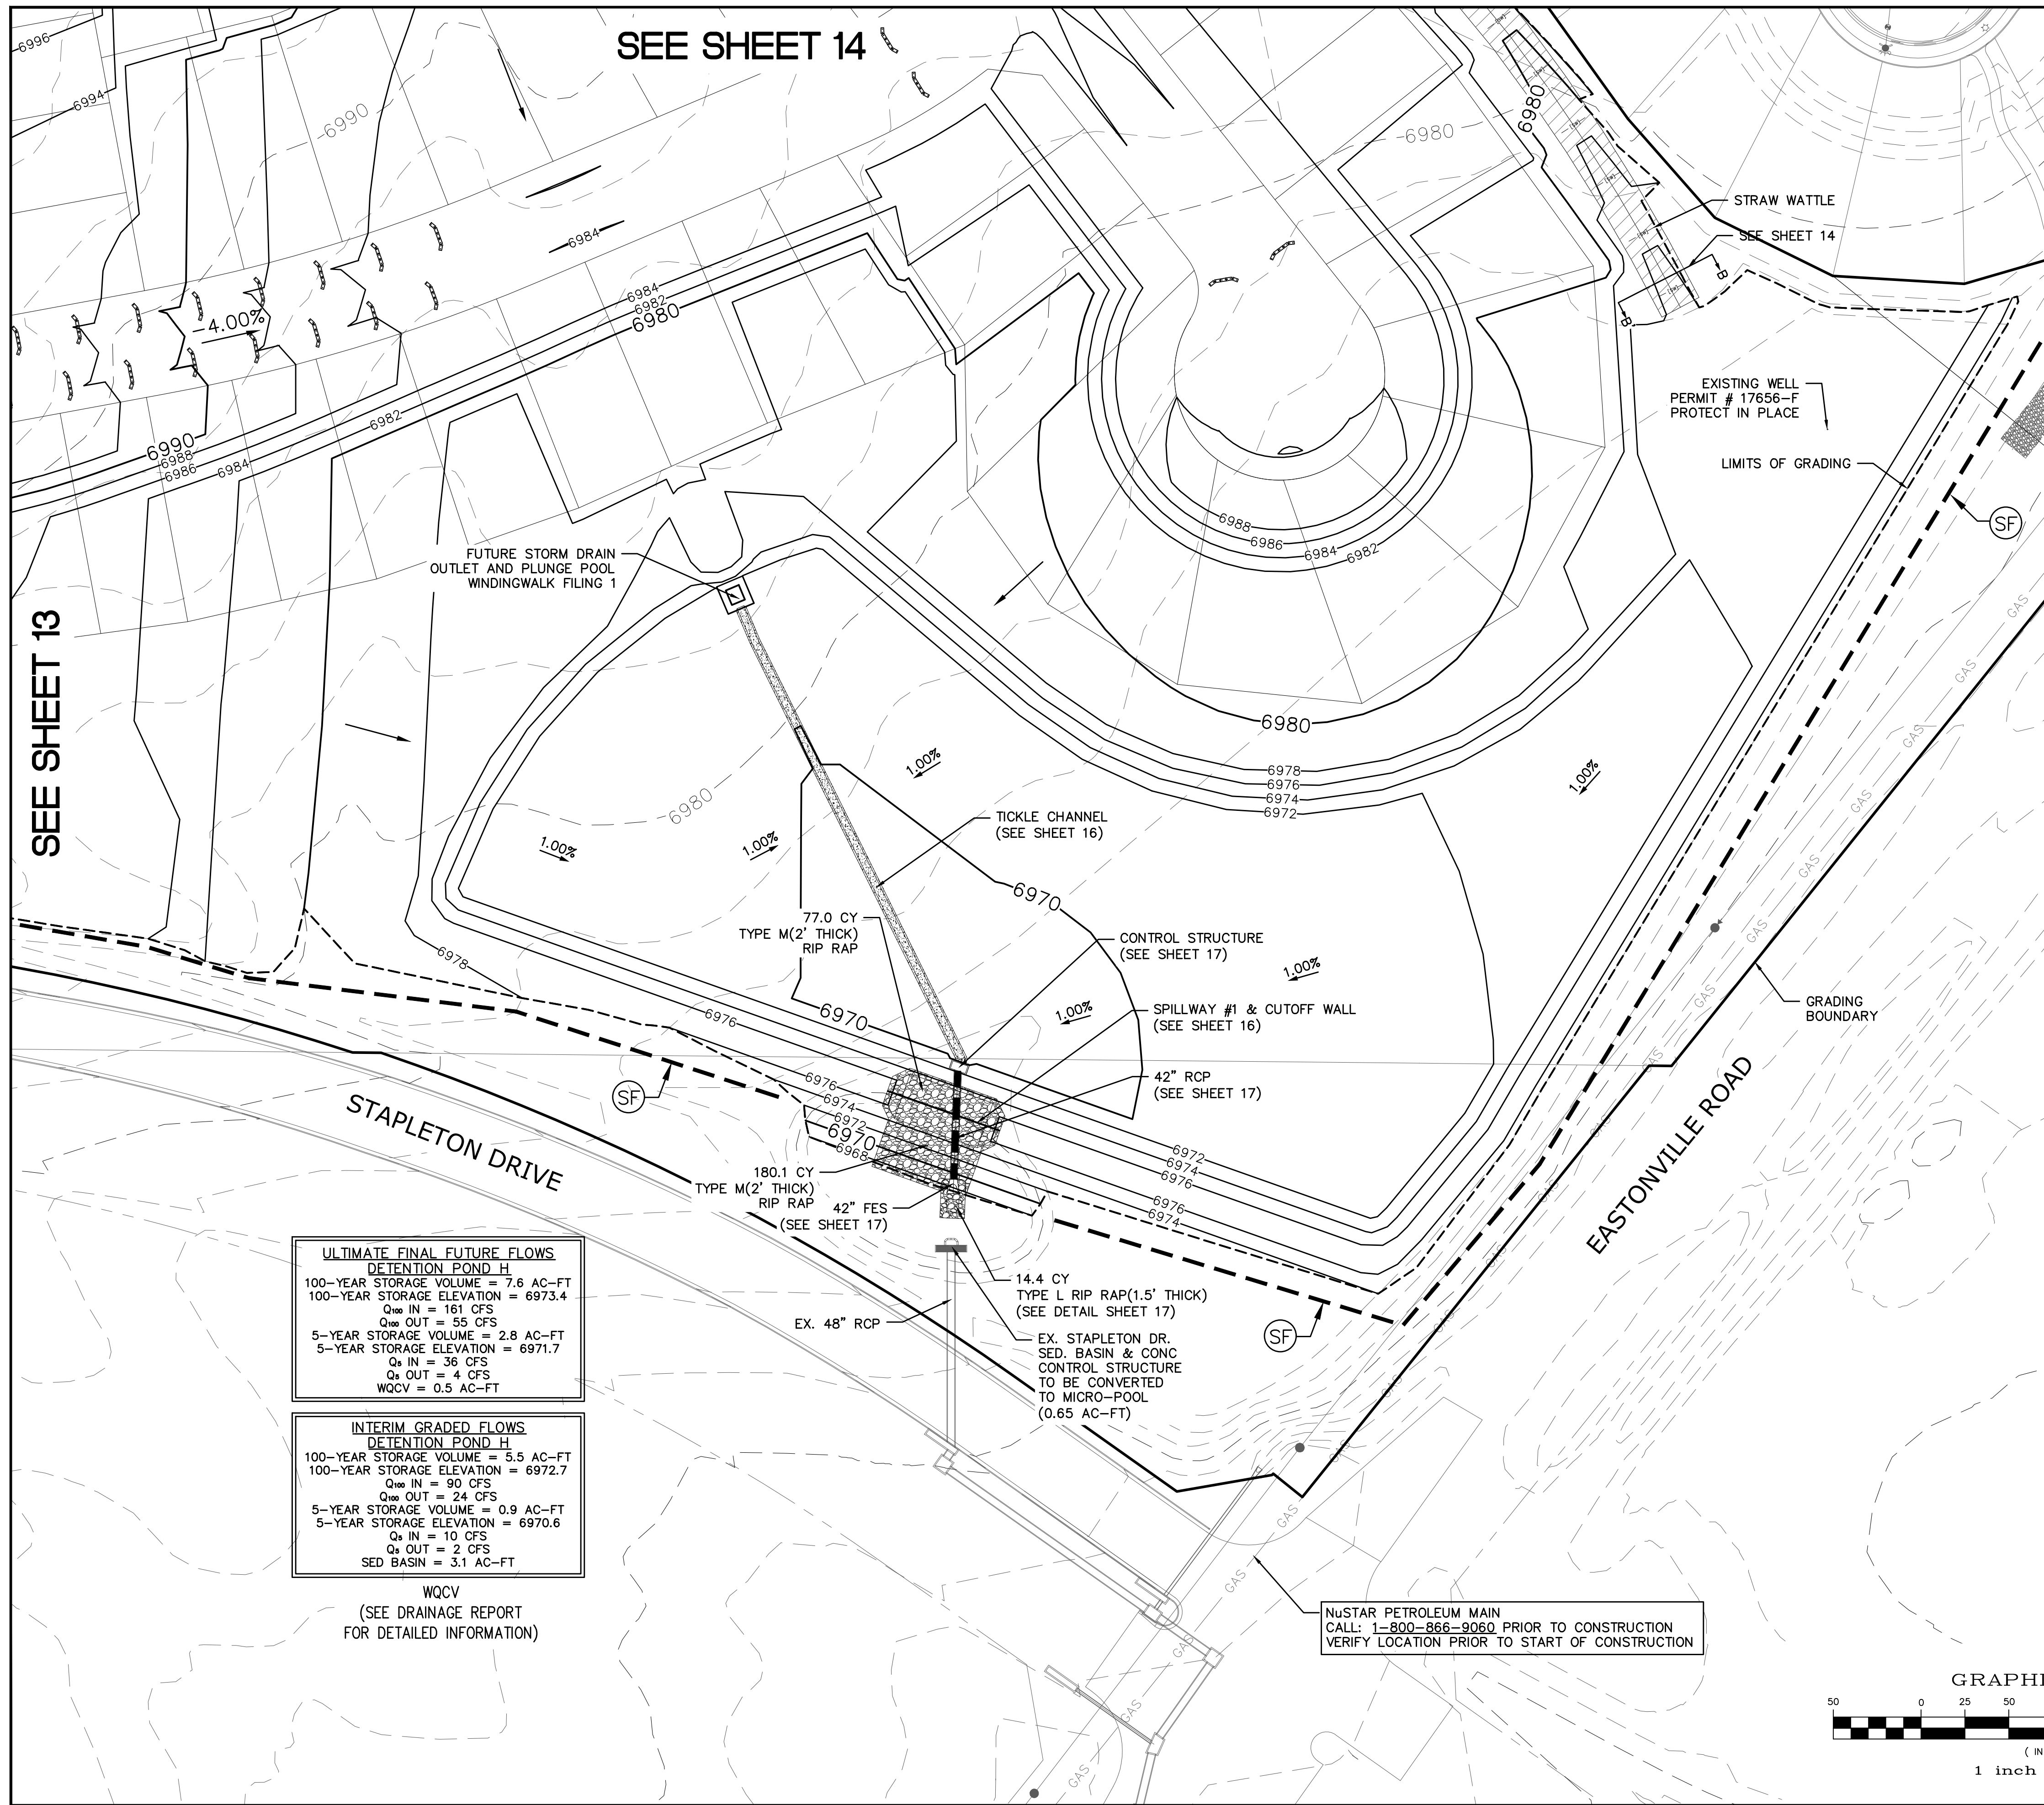 SEE SHEET 14
6996
6994
6990
6980
6980
STRAW WATTLE
SEE SHEET 14
B
B
6984
6984
6982
6980
-4.00%
6982
6990
6988
6986
6984
EXISTING WELL
PERMIT # 17656-F
PROTECT IN PLACE
LIMITS OF GRADING
SF
6988
6986
6984
6982
FUTURE STORM DRAIN
OUTLET AND PLUNGE POOL
WINDINGWALK FILING 1
SEE SHEET 13
GAS
GAS
GAS
GAS
GAS
GAS
GAS
GAS
6980
6978
6976
6974
6972
1.00%
1.00%
6980
1.00%
1.00%
TICKLE CHANNEL
(SEE SHEET 16)
6970
77.0 CY
TYPE M(2' THICK)
RIP RAP
CONTROL STRUCTURE
(SEE SHEET 17)
1.00%
6978
6976
6970
1.00%
SPILLWAY #1 & CUTOFF WALL
(SEE SHEET 16)
GRADING
BOUNDARY
42" RCP
(SEE SHEET 17)
SF
6976
6974
6972
6970
6968
STAPLETON DRIVE
EASTONVILLE ROAD
6972
6974
6976
6976
6974
180.1 CY
TYPE M(2' THICK)
RIP RAP
42" FES
(SEE SHEET 17)
14.4 CY
TYPE L RIP RAP(1.5' THICK)
(SEE DETAIL SHEET 17)
EX. 48" RCP
SF
EX. STAPLETON DR.
SED. BASIN & CONC
CONTROL STRUCTURE
TO BE CONVERTED
TO MICRO-POOL
(0.65 AC-FT)
ULTIMATE FINAL FUTURE FLOWS
DETENTION POND H
100-YEAR STORAGE VOLUME = 7.6 AC-FT
100-YEAR STORAGE ELEVATION = 6973.4
Q₁₀₀ IN = 161 CFS
Q₁₀₀ OUT = 55 CFS
5-YEAR STORAGE VOLUME = 2.8 AC-FT
5-YEAR STORAGE ELEVATION = 6971.7
Q₅ IN = 36 CFS
Q₅ OUT = 4 CFS
WQCV = 0.5 AC-FT
INTERIM GRADED FLOWS
DETENTION POND H
100-YEAR STORAGE VOLUME = 5.5 AC-FT
100-YEAR STORAGE ELEVATION = 6972.7
Q₁₀₀ IN = 90 CFS
Q₁₀₀ OUT = 24 CFS
5-YEAR STORAGE VOLUME = 0.9 AC-FT
5-YEAR STORAGE ELEVATION = 6970.6
Q₅ IN = 10 CFS
Q₅ OUT = 2 CFS
SED BASIN = 3.1 AC-FT
WQCV
(SEE DRAINAGE REPORT
FOR DETAILED INFORMATION)
GAS
GAS
GAS
GAS
GAS
NuSTAR PETROLEUM MAIN
CALL: 1-800-866-9060 PRIOR TO CONSTRUCTION
VERIFY LOCATION PRIOR TO START OF CONSTRUCTION
GRAPHI
50 0 25 50
( IN
1 inch